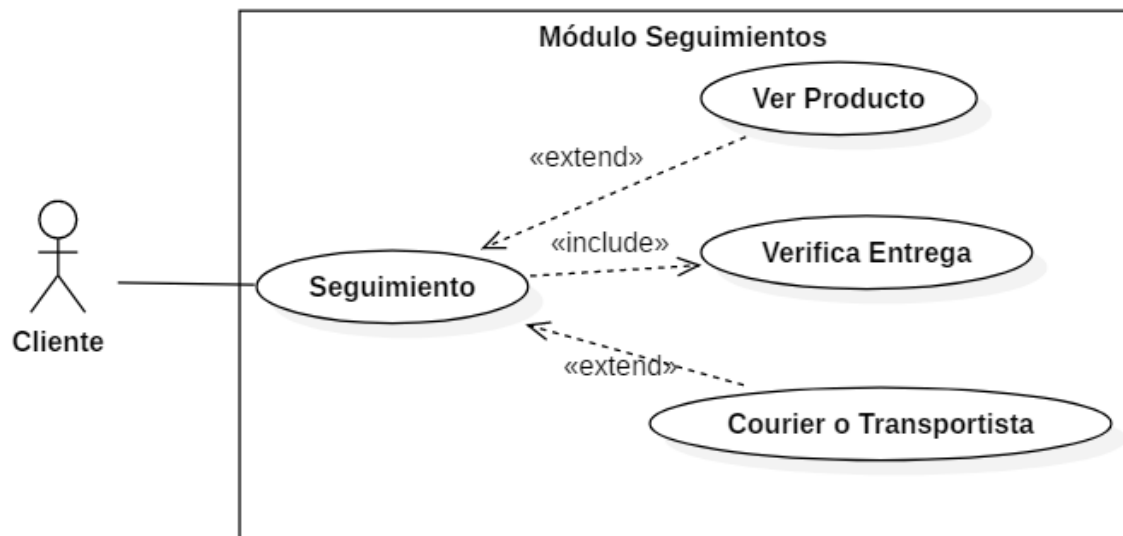 Módulo Seguimientos
Ver Producto
«extend»
«include»
Verifica Entrega
Seguimiento
Cliente
«extend»
Courier o Transportista